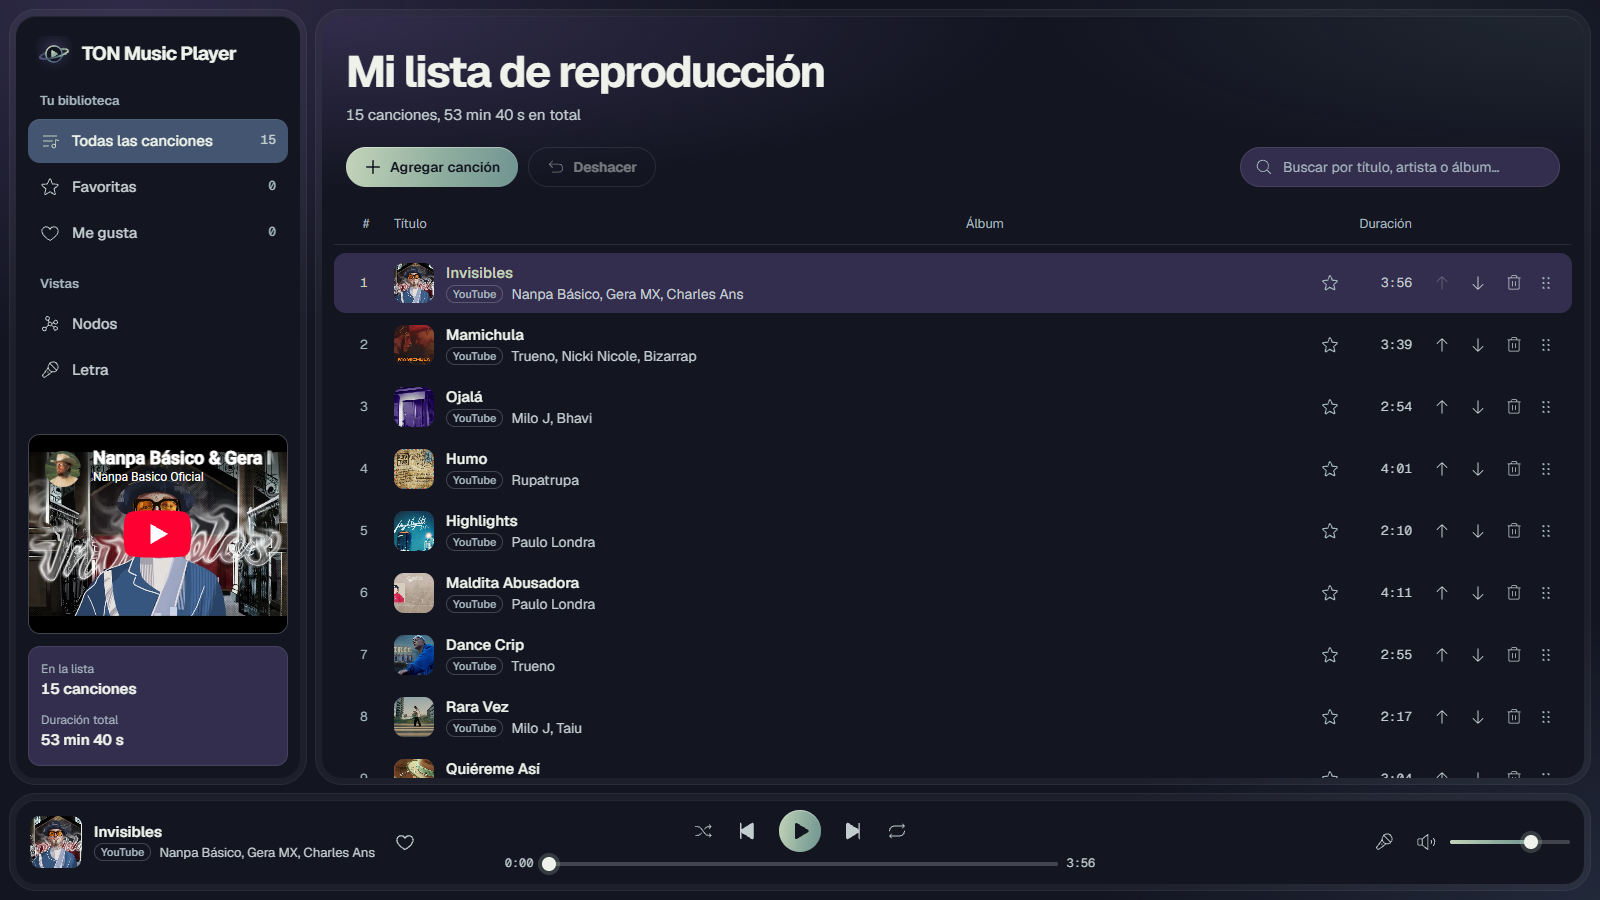 TON Music Player
Tu biblioteca
Todas las canciones 15
Favoritas 0
Me gusta 0
Vistas
Nodos
Letra
Nanpa Básico & Gera
Nanpa Basico Oficial
Invisibles
En la lista
15 canciones
Duración total
53 min 40 s
Mi lista de reproducción
15 canciones, 53 min 40 s en total
Agregar canción
Deshacer
Buscar por título, artista o álbum...
# Título Álbum Duración
1 Invisibles 3:56
YouTube Nanpa Básico, Gera MX, Charles Ans
2 Mamichula 3:39
YouTube Trueno, Nicki Nicole, Bizarrap
MAMICHULA
3 Ojalá 2:54
YouTube Milo J, Bhavi
4 Humo 4:01
YouTube Rupatrupa
5 Highlights 2:10
YouTube Paulo Londra
6 Maldita Abusadora 4:11
YouTube Paulo Londra
7 Dance Crip 2:55
YouTube Trueno
8 Rara Vez 2:17
YouTube Milo J, Taiu
9 Quiéreme Así 3:04
Invisibles
YouTube Nanpa Básico, Gera MX, Charles Ans
0:00 3:56